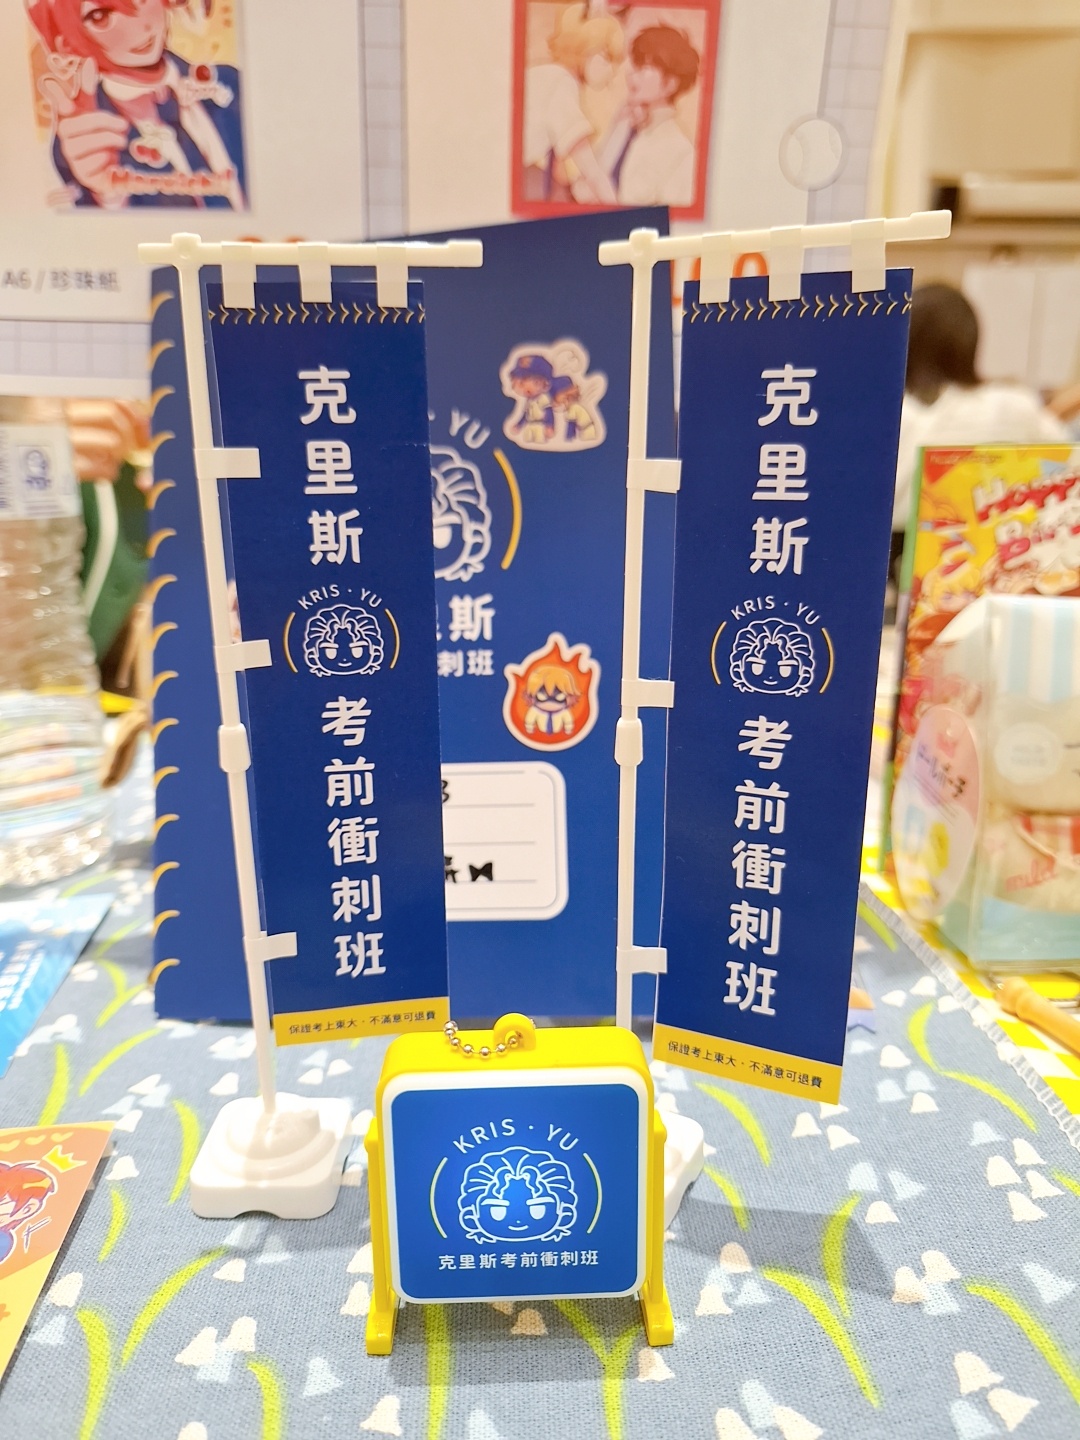 A6 / 珍珠紙
克里斯
KRIS · YU
考前衝刺班
保證考上東大・不滿意可退費
YU
斯
刺班
克里斯
KRIS · YU
考前衝刺班
保證考上東大・不滿意可退費
KRIS · YU
克里斯考前衝刺班